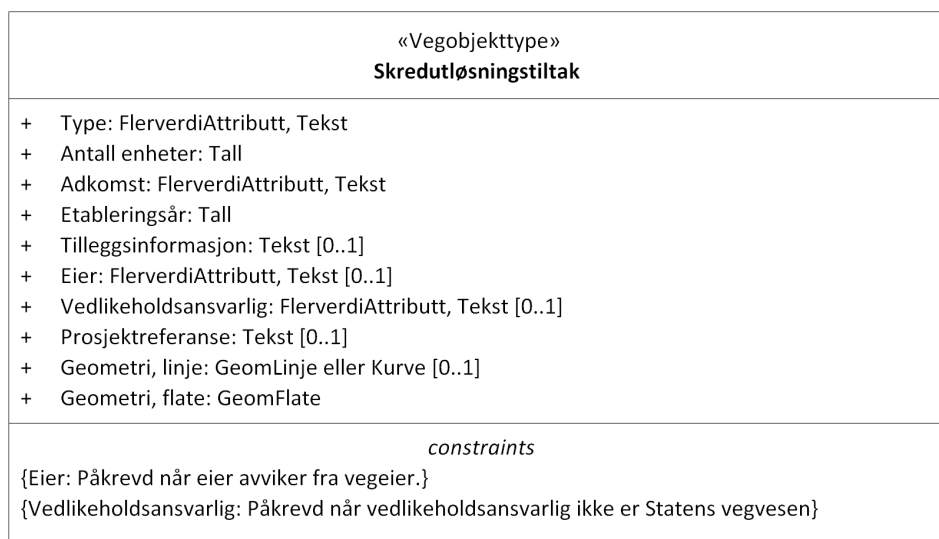 «Vegobjekttype»
Skredutløsningstiltak
+ Type: FlerverdiAttributt, Tekst
+ Antall enheter: Tall
+ Adkomst: FlerverdiAttributt, Tekst
+ Etableringsår: Tall
+ Tilleggsinformasjon: Tekst [0..1]
+ Eier: FlerverdiAttributt, Tekst [0..1]
+ Vedlikeholdsansvarlig: FlerverdiAttributt, Tekst [0..1]
+ Prosjektreferanse: Tekst [0..1]
+ Geometri, linje: GeomLinje eller Kurve [0..1]
+ Geometri, flate: GeomFlate
constraints
{Eier: Påkrevd når eier avviker fra vegeier.}
{Vedlikeholdsansvarlig: Påkrevd når vedlikeholdsansvarlig ikke er Statens vegvesen}